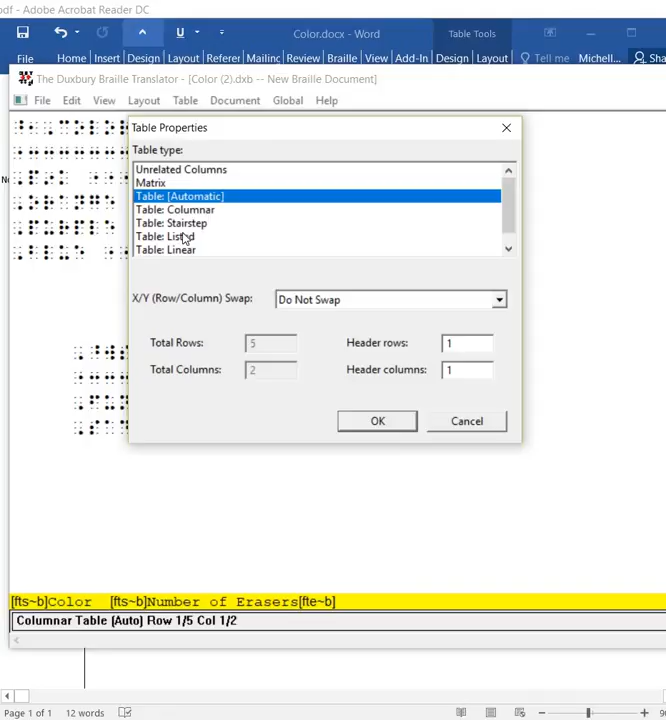 odf - Adobe Acrobat Reader DC
Color.docx - Word
Table Tools
File Home Insert Design Layout Referer Mailing Review Braille View Add-In Design Layout Tell me Michell... Sha
The Duxbury Braille Translator - [Color (2).dxb -- New Braille Document]
File Edit View Layout Table Document Global Help
Table Properties
Table type:
Unrelated Columns
Matrix
Table: [Automatic]
Table: Columnar
Table: Stairstep
Table: Listed
Table: Linear
X/Y (Row/Column) Swap: Do Not Swap
Total Rows: 5 Header rows: 1
Total Columns: 2 Header columns: 1
OK Cancel
[fts~b]Color [fts~b]Number of Erasers[fte~b]
Columnar Table (Auto) Row 1/5 Col 1/2
Page 1 of 1 12 words